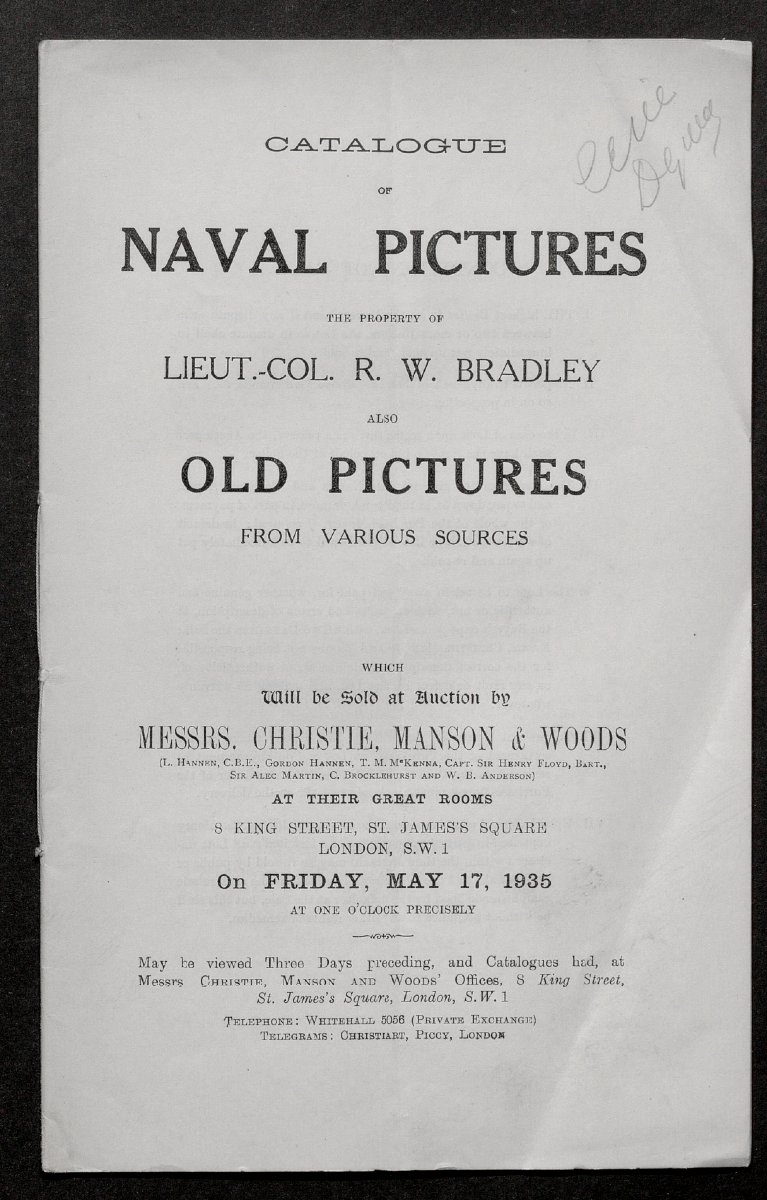 CATALOGUE
OF
NAVAL PICTURES
THE PROPERTY OF
LIEUT.-COL. R. W. BRADLEY
ALSO
OLD PICTURES
FROM VARIOUS SOURCES
WHICH
Will be Sold at Auction by
MESSRS. CHRISTIE, MANSON & WOODS
(L. HANNEN, C.B.E., GORDON HANNEN, T. M. McKENNA, CAPT. SIR HENRY FLOYD, BART.,
SIR ALEC MARTIN, C. BROCKLEHURST AND W. B. ANDERSON)
AT THEIR GREAT ROOMS
8 KING STREET, ST. JAMES'S SQUARE
LONDON, S.W. 1
On FRIDAY, MAY 17, 1935
AT ONE O'CLOCK PRECISELY
May be viewed Three Days preceding, and Catalogues had, at
Messrs CHRISTIE, MANSON AND WOODS' Offices, 8 King Street,
St. James's Square, London, S.W. 1
TELEPHONE: WHITEHALL 5056 (PRIVATE EXCHANGE)
TELEGRAMS: CHRISTIART, PICCY, LONDON